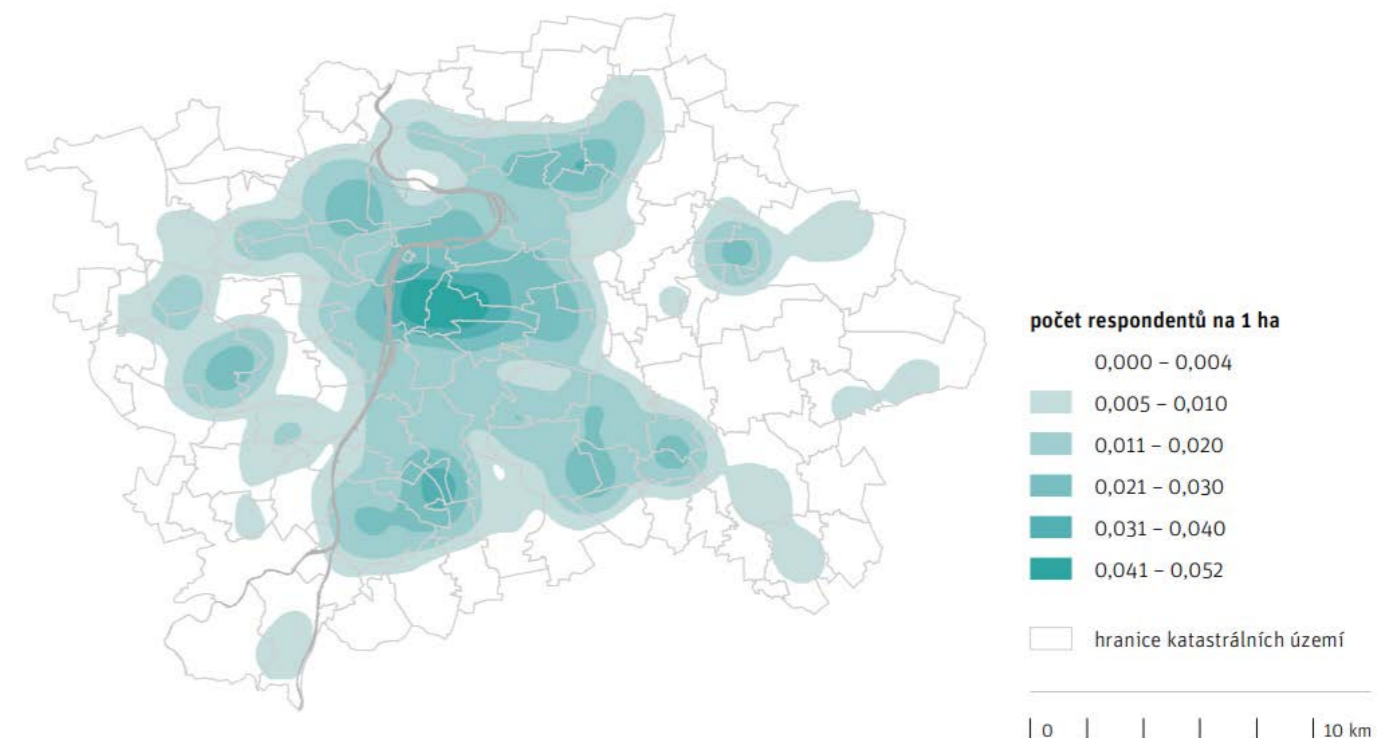 počet respondentů na 1 ha
0,000 – 0,004
0,005 – 0,010
0,011 – 0,020
0,021 – 0,030
0,031 – 0,040
0,041 – 0,052
hranice katastrálních území
0 10 km